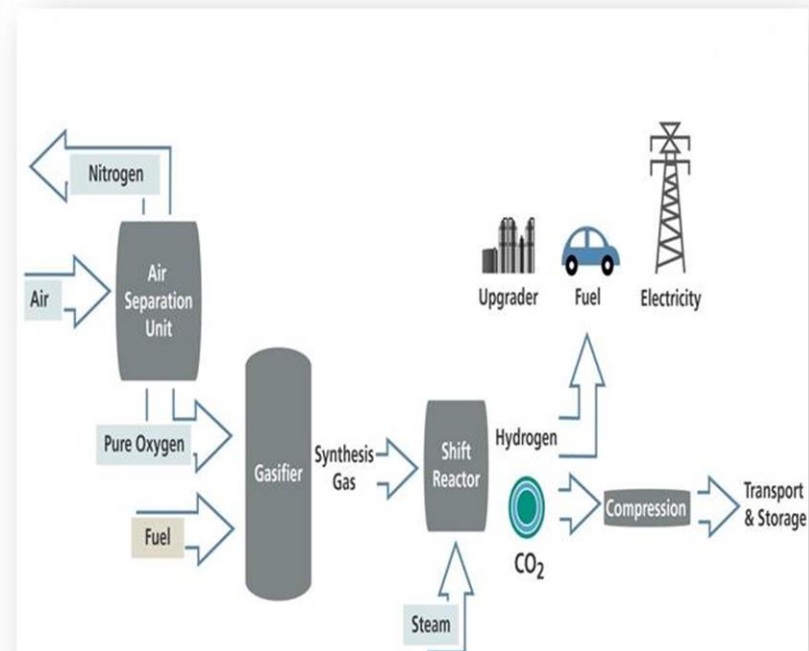 Nitrogen
Air
Separation
Unit
Air
Pure Oxygen
Fuel
Gasifier
Synthesis
Gas
Shift
Reactor
Steam
Hydrogen
CO₂
Upgrader
Fuel
Electricity
Compression
Transport
& Storage